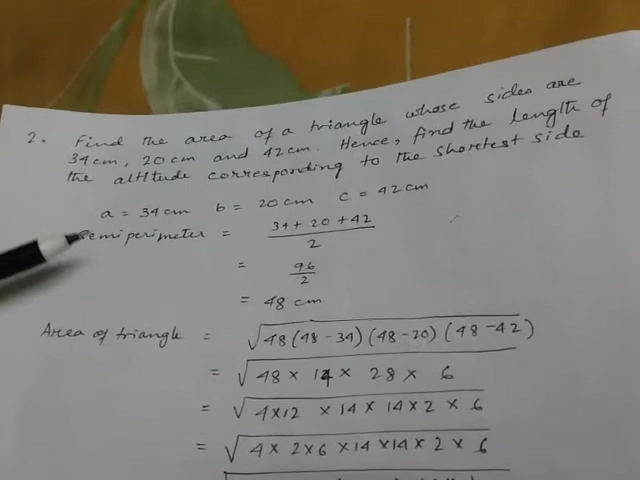 2. Find the area of a triangle whose sides are
34 cm, 20 cm and 42 cm. Hence, find the length of
the altitude corresponding to the shortest side
a = 34 cm b = 20 cm c = 42 cm
Semiperimeter = 34 + 20 + 42 / 2
= 96 / 2
= 48 cm
Area of triangle = √48 (48 - 34) (48 - 20) (48 - 42)
= √48 × 14 × 28 × 6
= √4 × 12 × 14 × 14 × 2 × 6
= √4 × 2 × 6 × 14 × 14 × 2 × 6